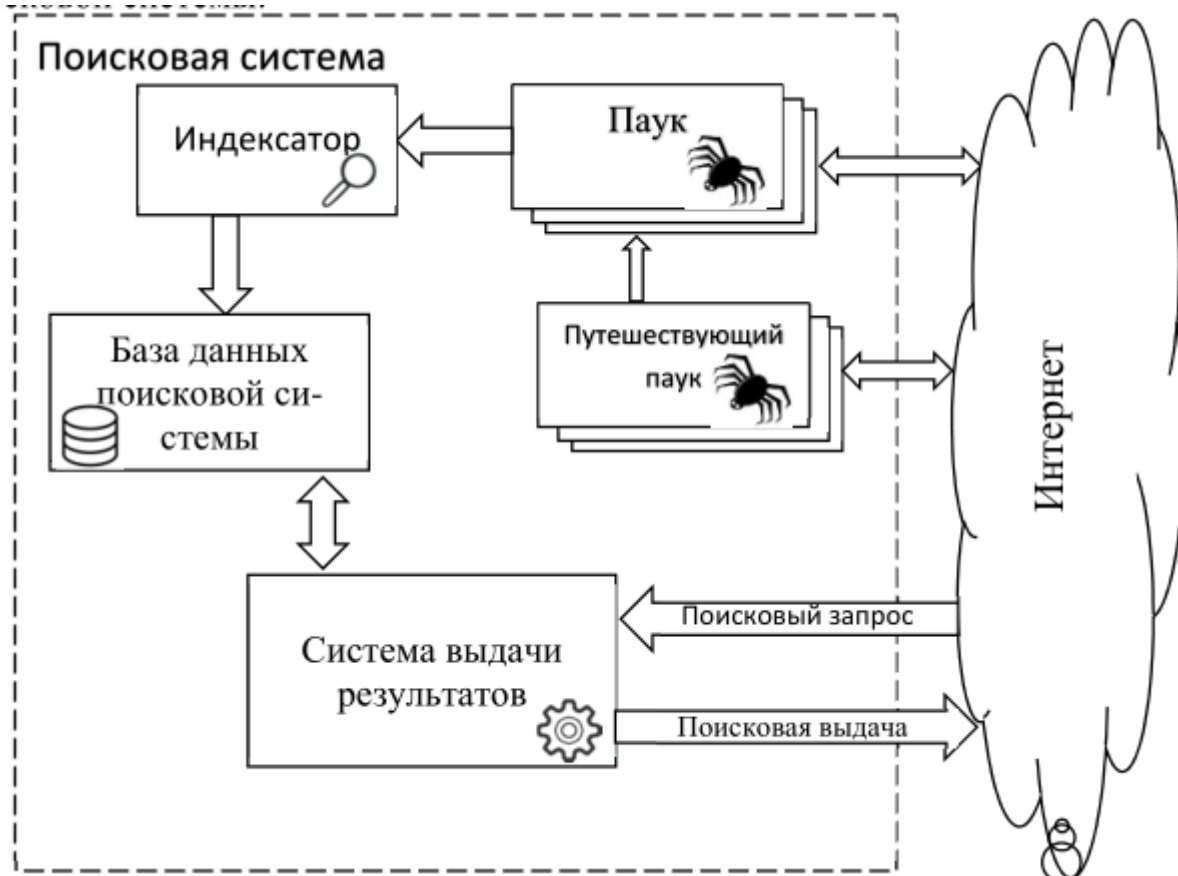 Поисковая система
Индексатор
Паук
Путешествующий
паук
База данных
поисковой си-
стемы
Интернет
Поисковый запрос
Система выдачи
результатов
Поисковая выдача